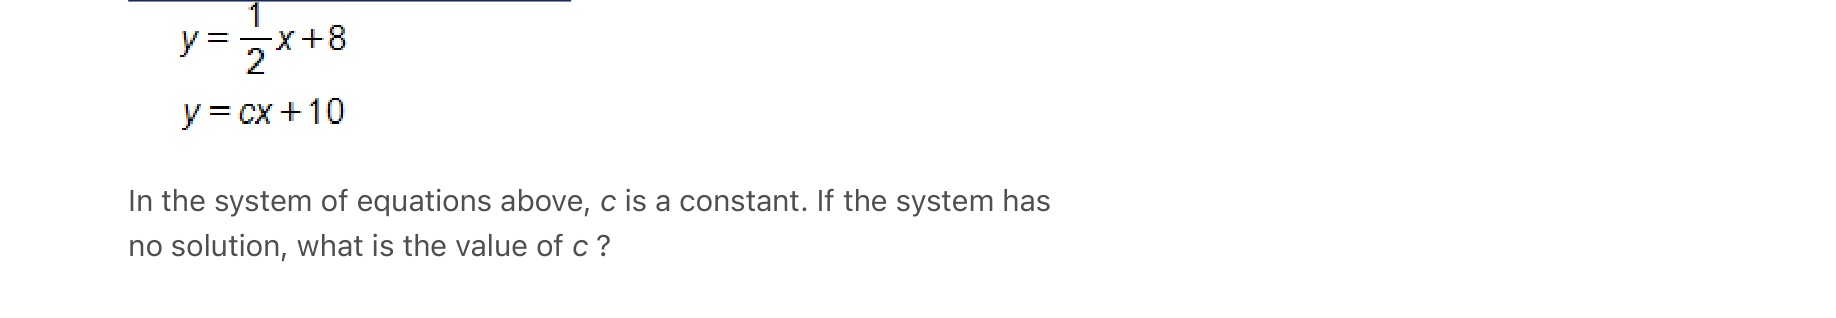 y = 1/2 x + 8
y = cx + 10
In the system of equations above, c is a constant. If the system has
no solution, what is the value of c ?